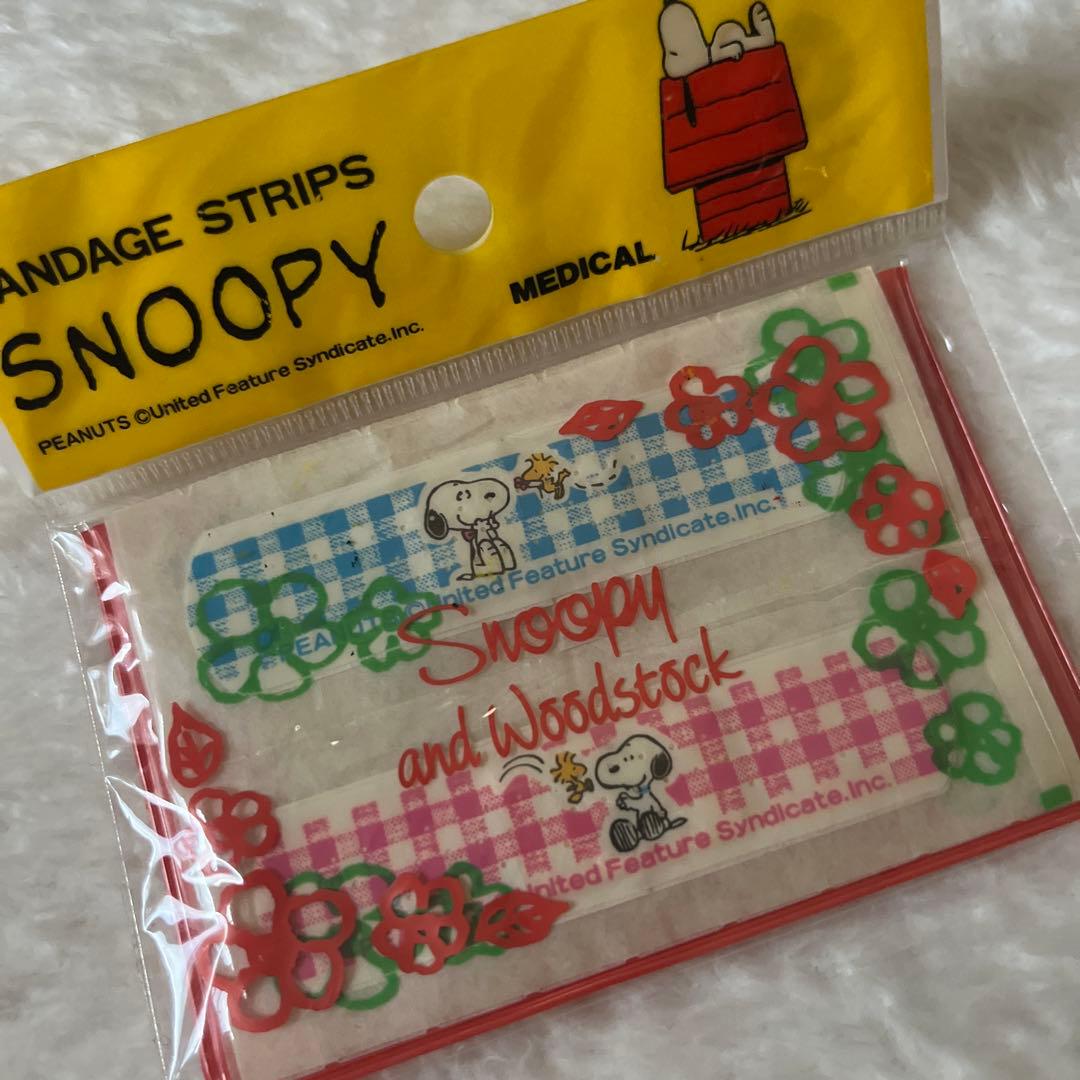 ANDAGE STRIPS
SNOOPY
MEDICAL
PEANUTS ©United Feature Syndicate.Inc.
PEANUTS ©United Feature Syndicate.Inc.
Snoopy
and Woodstock
United Feature Syndicate.Inc.